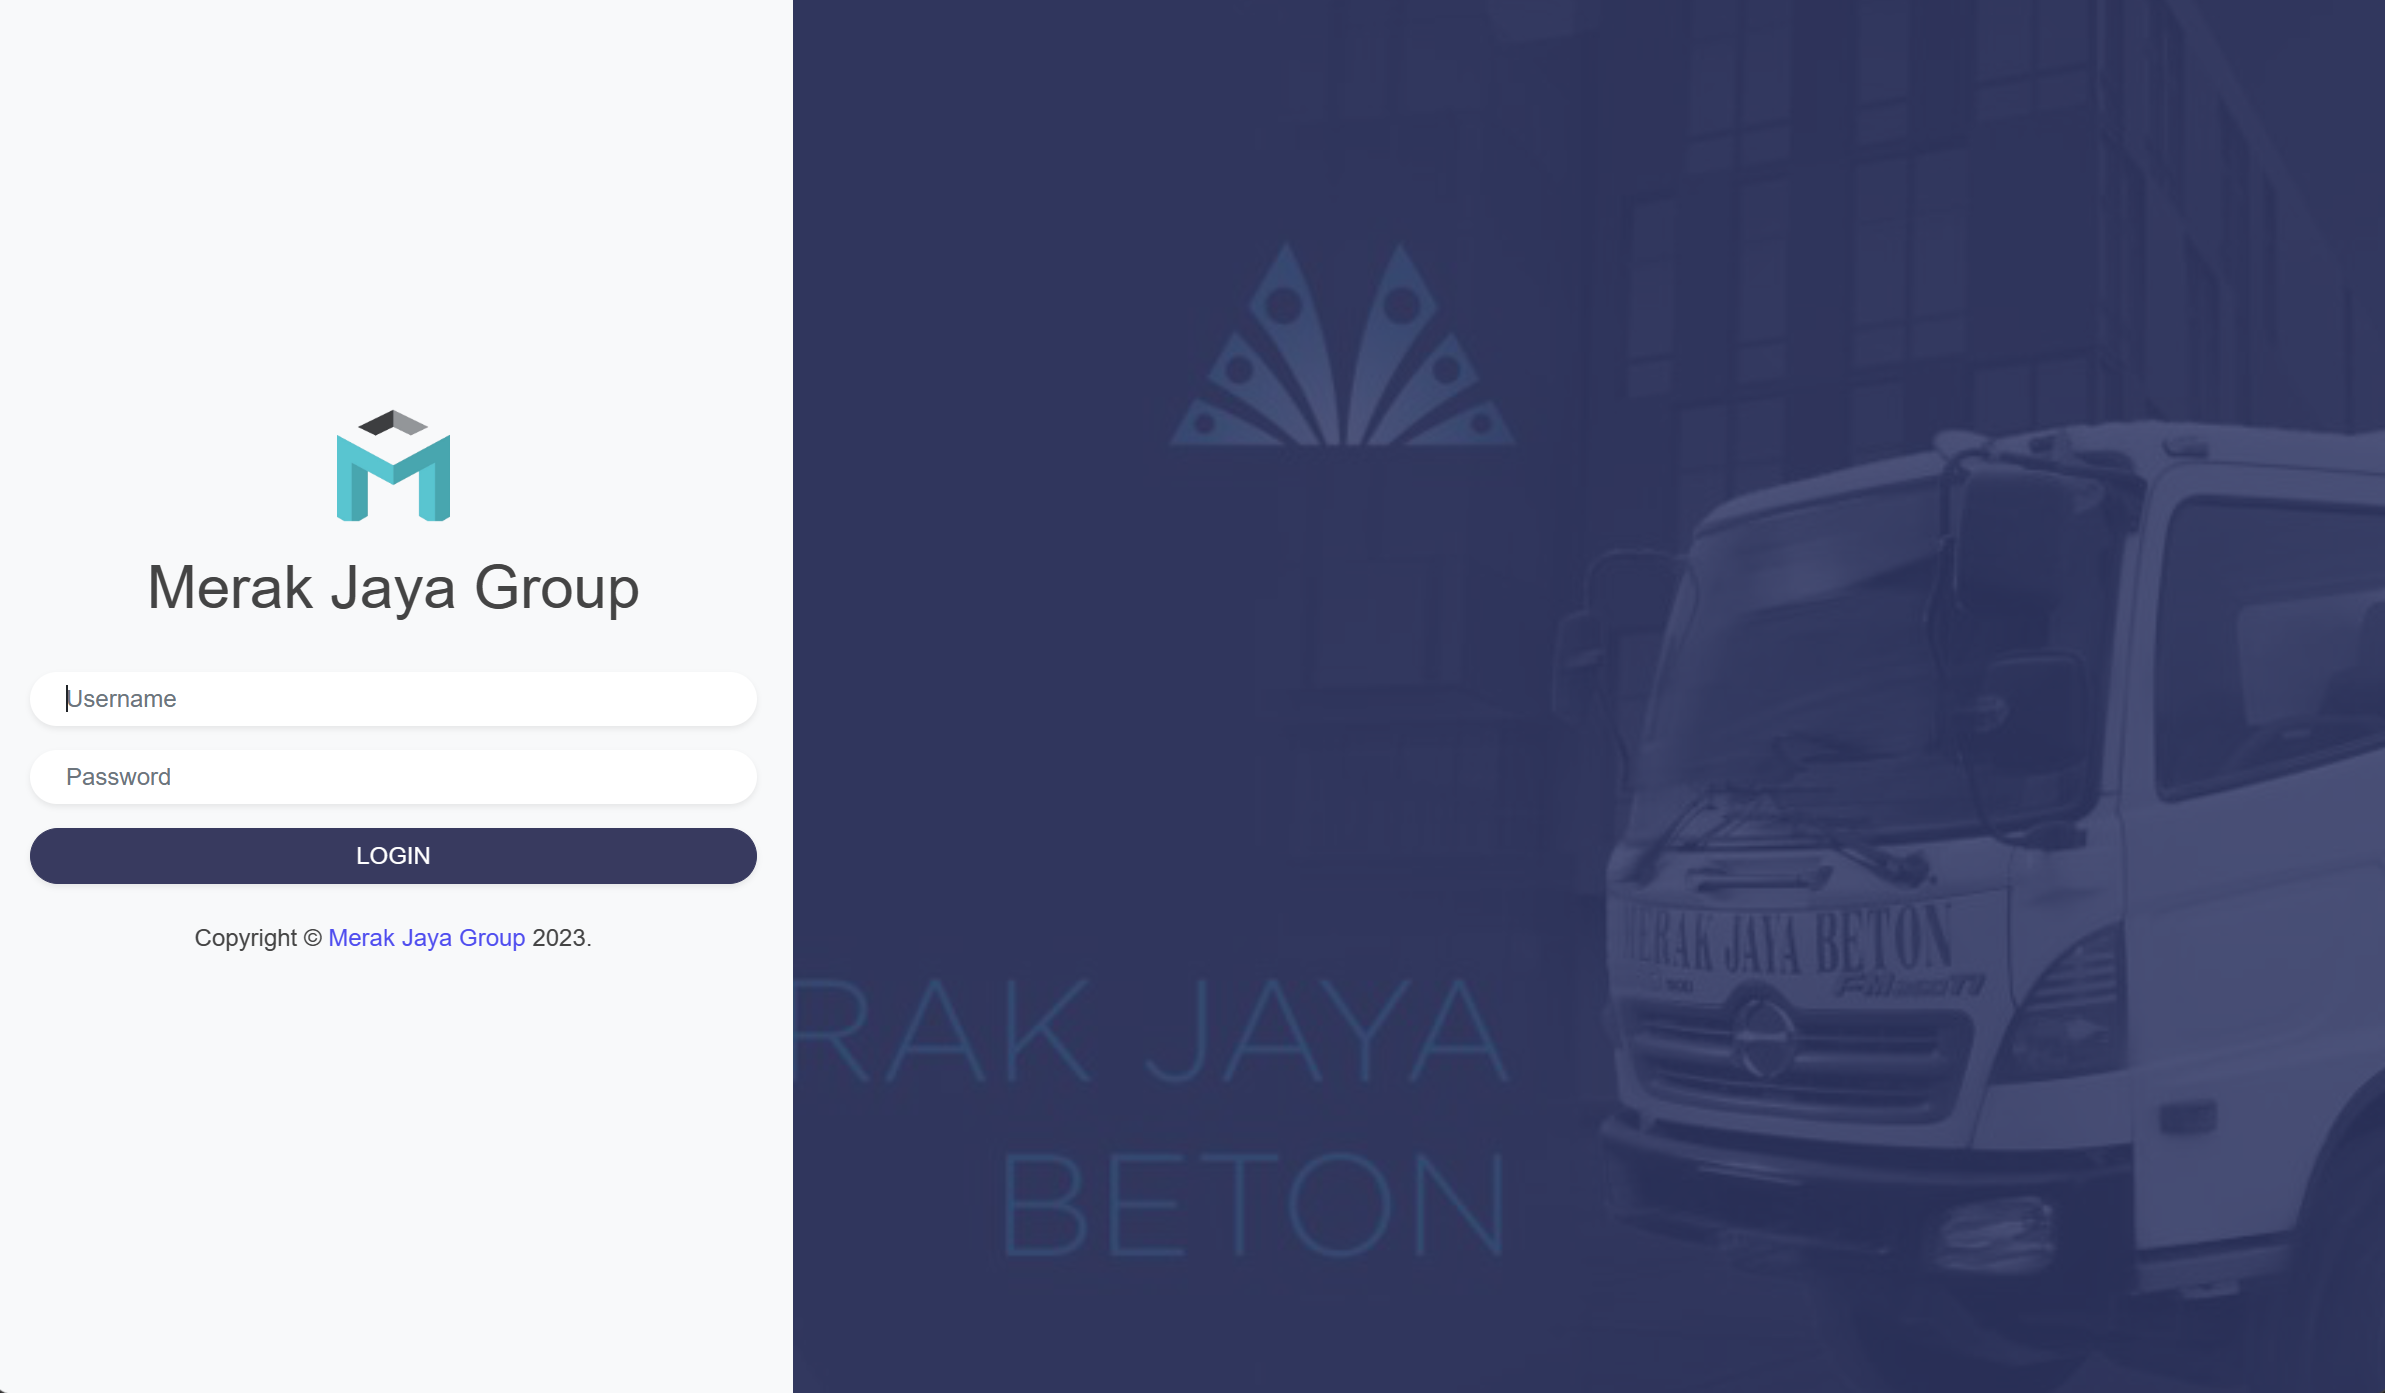 Merak Jaya Group
Username
Password
LOGIN
Copyright © Merak Jaya Group 2023.
RAK JAYA
BETON
MERAK JAYA BETON